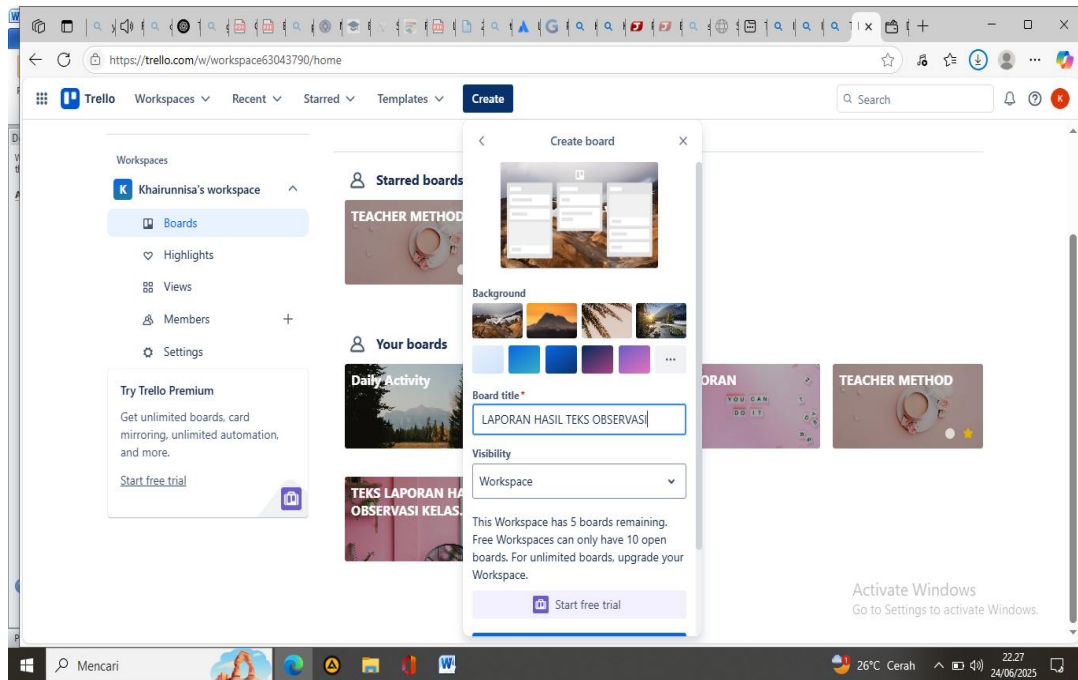 https://trello.com/w/workspace63043790/home
Trello Workspaces Recent Starred Templates Create Search K
Create board
Workspaces
K Khairunnisa's workspace
Boards
Highlights
Views
Members
Settings
Try Trello Premium
Get unlimited boards, card
mirroring, unlimited automation,
and more.
Start free trial
Starred boards
TEACHER METHOD
Your boards
Daily Activity
TEKS LAPORAN HA
OBSERVASI KELAS.
Background
Board title*
LAPORAN HASIL TEKS OBSERVASI
Visibility
Workspace
This Workspace has 5 boards remaining.
Free Workspaces can only have 10 open
boards. For unlimited boards, upgrade your
Workspace.
Start free trial
ORAN
YOU CAN
DO IT
TEACHER METHOD
Activate Windows
Go to Settings to activate Windows.
Mencari
26°C Cerah
22.27
24/06/2025